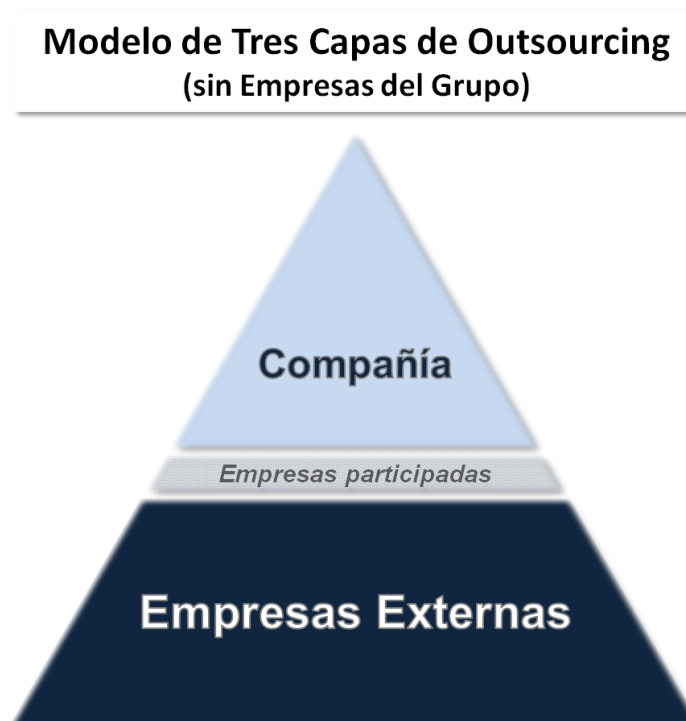 Modelo de Tres Capas de Outsourcing
(sin Empresas del Grupo)
Compañía
Empresas participadas
Empresas Externas